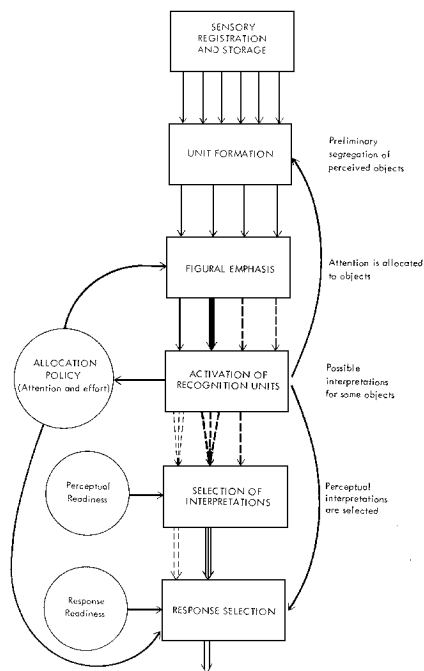 SENSORY
REGISTRATION
AND STORAGE
UNIT FORMATION
Preliminary
segregation of
perceived objects
FIGURAL EMPHASIS
Attention is allocated
to objects
ALLOCATION
POLICY
(Attention and effort)
ACTIVATION OF
RECOGNITION UNITS
Possible
interpretations
for some objects
Perceptual
Readiness
SELECTION OF
INTERPRETATIONS
Perceptual
interpretations
are selected
Response
Readiness
RESPONSE SELECTION